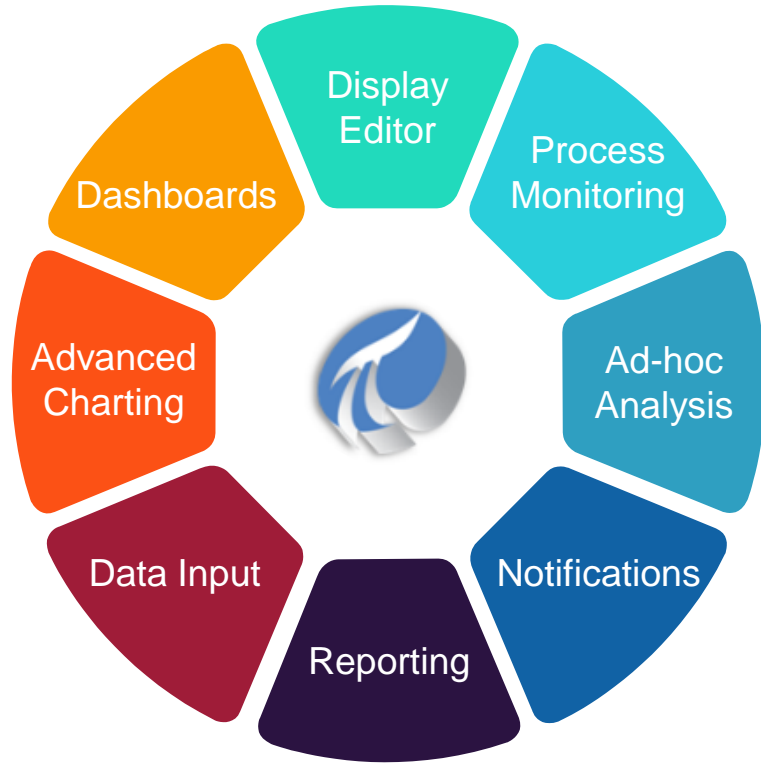 Display
Editor
Process
Monitoring
Ad-hoc
Analysis
Notifications
Reporting
Data Input
Advanced
Charting
Dashboards